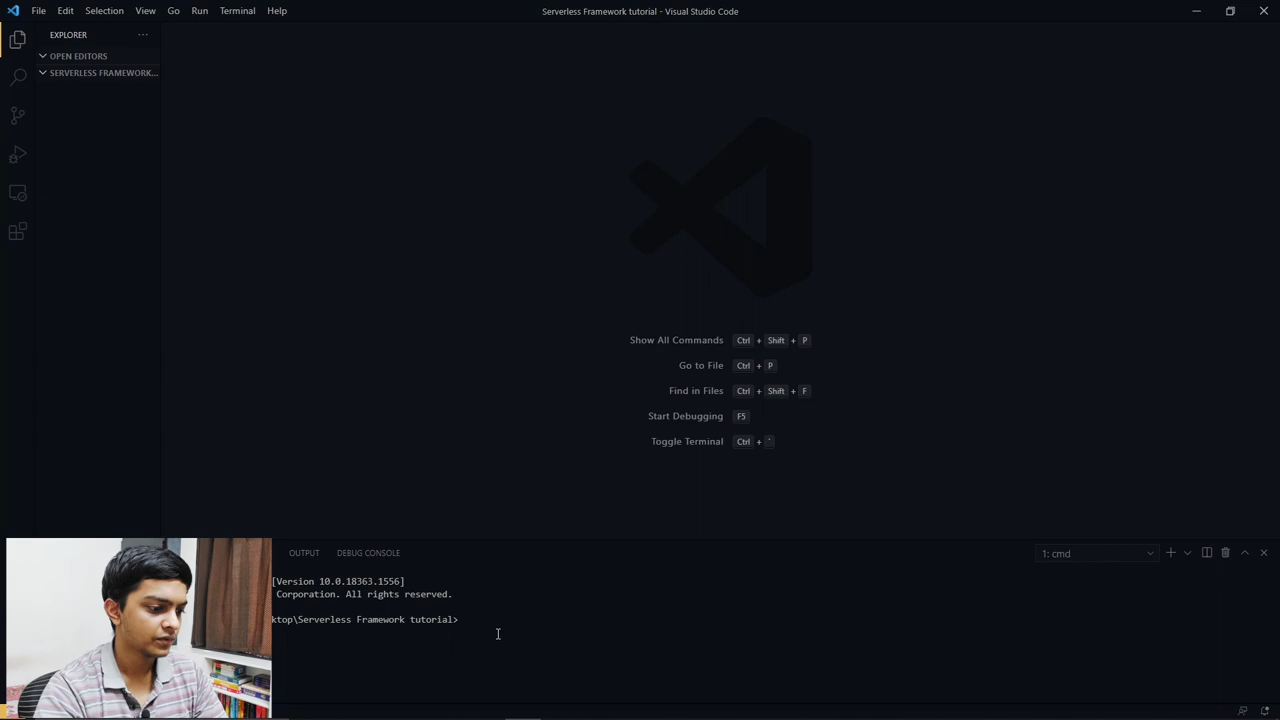 File Edit Selection View Go Run Terminal Help
Serverless Framework tutorial - Visual Studio Code
EXPLORER
OPEN EDITORS
SERVERLESS FRAMEWORK...
Show All Commands Ctrl + Shift + P
Go to File Ctrl + P
Find in Files Ctrl + Shift + F
Start Debugging F5
Toggle Terminal Ctrl + `
OUTPUT DEBUG CONSOLE
1: cmd
[Version 10.0.18363.1556]
Corporation. All rights reserved.
ktop\Serverless Framework tutorial>